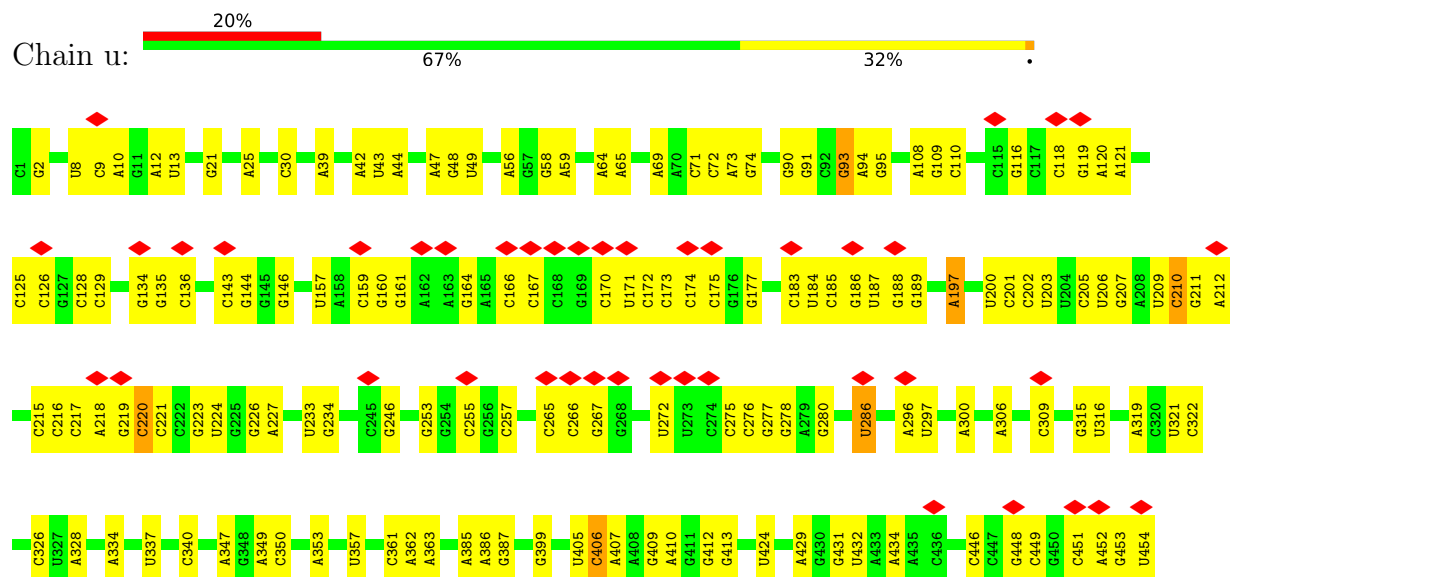 20%
Chain u:
67% 32% •
C1 G2 U8 C9 A10 G11 A12 U13 G21 A25 C30 A39 A42 U43 A44 A47 G48 U49 A56 G57 G58 A59 A64 A65 A69 A70 C71 C72 A73 G74 G90 G91 C92 G93 A94 G95 A108 G109 C110 C115 G116 C117 C118 G119 A120 A121
C125 C126 G127 C128 C129 G134 G135 C136 C143 G144 G145 G146 U157 A158 C159 G160 G161 A162 A163 G164 A165 C166 C167 C168 G169 C170 U171 C172 C173 C174 C175 G176 G177 C183 U184 C185 G186 U187 G188 G189 A197 U200 C201 C202 U203 U204 C205 U206 G207 A208 U209 C210 G211 A212
C215 C216 C217 A218 G219 C220 C221 C222 G223 U224 G225 G226 A227 U233 G234 C245 G246 G253 G254 C255 G256 C257 C265 C266 G267 G268 U272 U273 C274 C275 C276 G277 G278 A279 G280 U286 A296 U297 A300 A306 C309 G315 U316 A319 C320 U321 C322
C326 U327 A328 A334 U337 C340 A347 G348 A349 C350 A353 U357 C361 A362 A363 A385 A386 G387 G399 U405 C406 A407 A408 G409 A410 G411 G412 G413 U424 A429 G430 G431 U432 A433 A434 A435 C436 C446 C447 G448 C449 G450 C451 A452 G453 U454